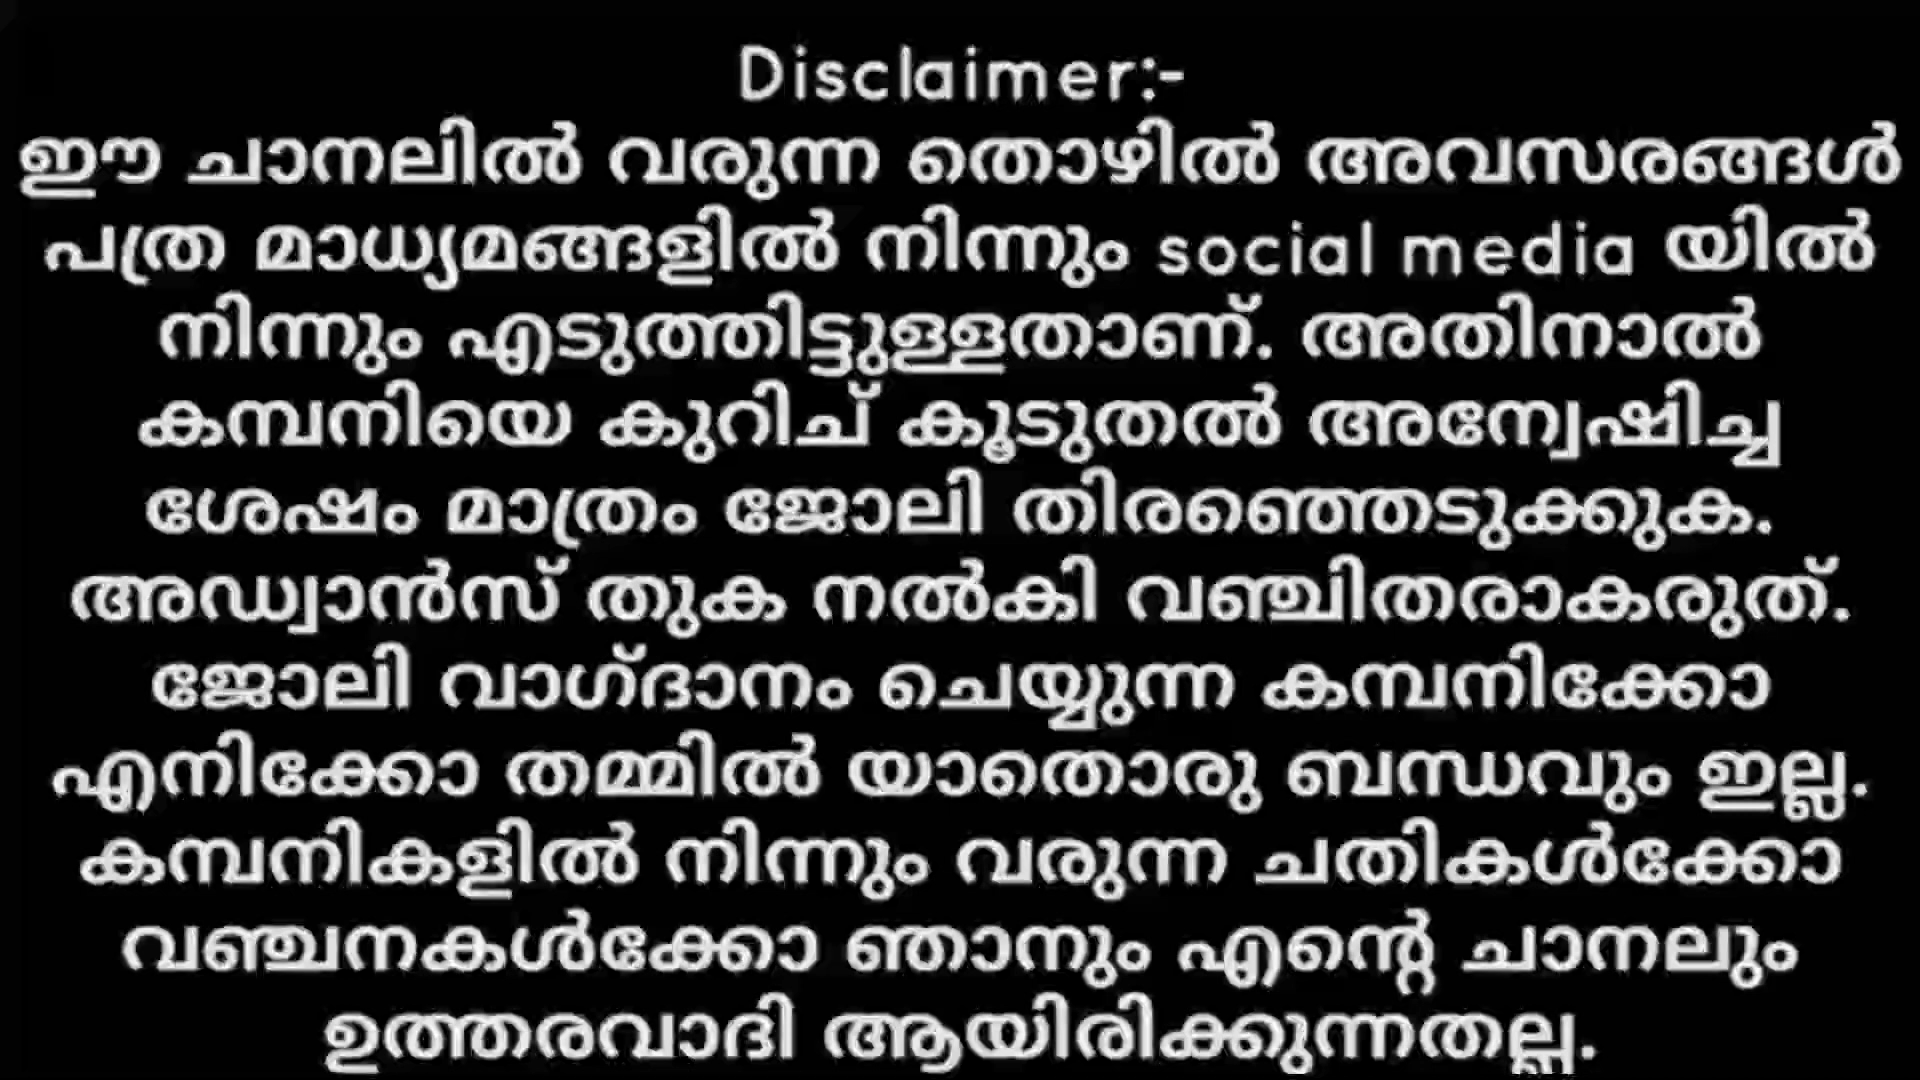 Disclaimer:-
ഈ ചാനലിൽ വരുന്ന തൊഴിൽ അവസരങ്ങൾ
പത്ര മാധ്യമങ്ങളിൽ നിന്നും social media യിൽ
നിന്നും എടുത്തിട്ടുള്ളതാണ്. അതിനാൽ
കമ്പനിയെ കുറിച് കൂടുതൽ അന്വേഷിച്ച
ശേഷം മാത്രം ജോലി തിരഞ്ഞെടുക്കുക.
അഡ്വാൻസ് തുക നൽകി വഞ്ചിതരാകരുത്.
ജോലി വാഗ്ദാനം ചെയ്യുന്ന കമ്പനിക്കോ
എനിക്കോ തമ്മിൽ യാതൊരു ബന്ധവും ഇല്ല.
കമ്പനികളിൽ നിന്നും വരുന്ന ചതികൾക്കോ
വഞ്ചനകൾക്കോ ഞാനും എന്റെ ചാനലും
ഉത്തരവാദി ആയിരിക്കുന്നതല്ല.